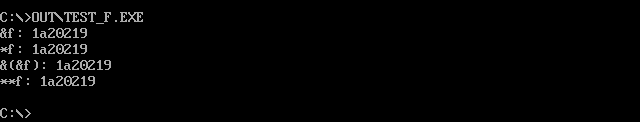 C:\>OUT\TEST_F.EXE
&f: 1a20219
*f: 1a20219
&(&f): 1a20219
**f: 1a20219
C:\>